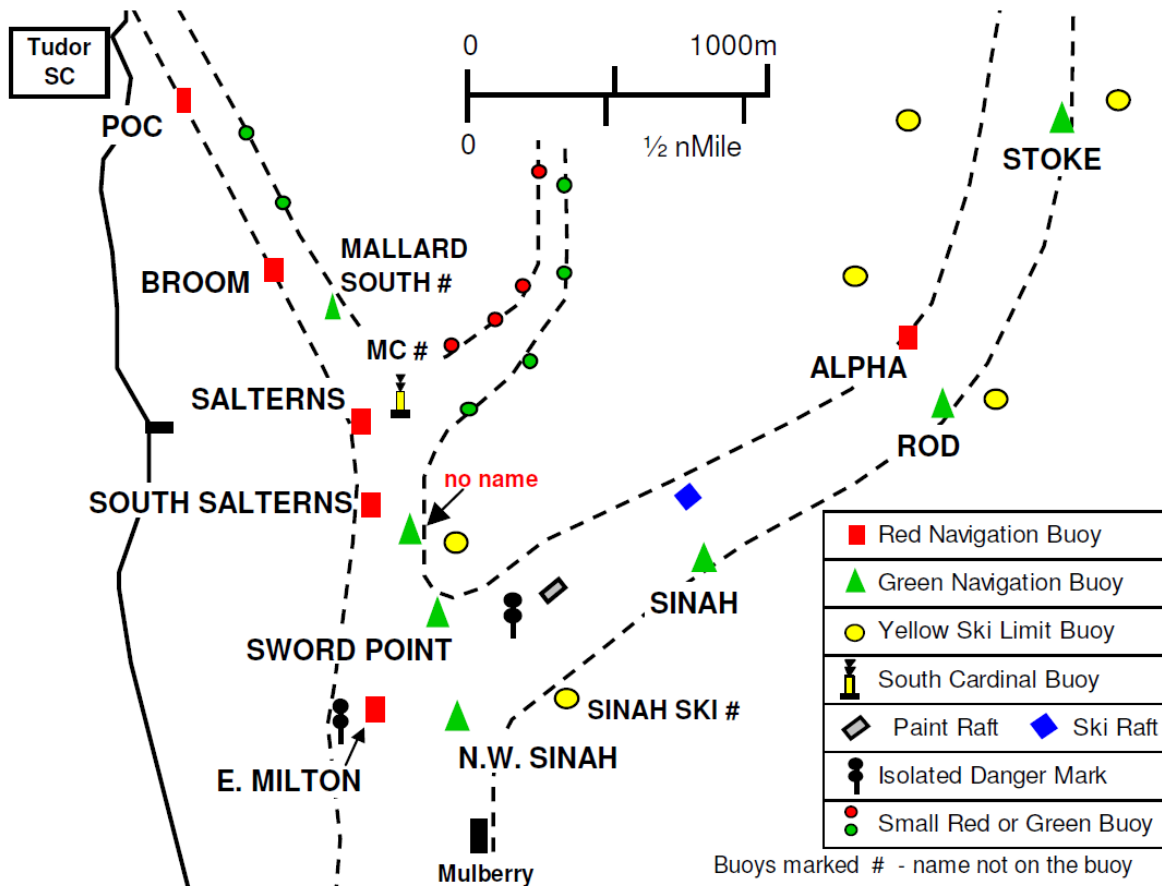 Tudor
SC
0
1000m
0
½ nMile
POC
STOKE
MALLARD
SOUTH #
BROOM
MC #
ALPHA
SALTERNS
ROD
no name
SOUTH SALTERNS
Red Navigation Buoy
Green Navigation Buoy
SINAH
Yellow Ski Limit Buoy
SWORD POINT
South Cardinal Buoy
SINAH SKI #
Paint Raft
Ski Raft
N.W. SINAH
E. MILTON
Isolated Danger Mark
Small Red or Green Buoy
Mulberry
Buoys marked # - name not on the buoy